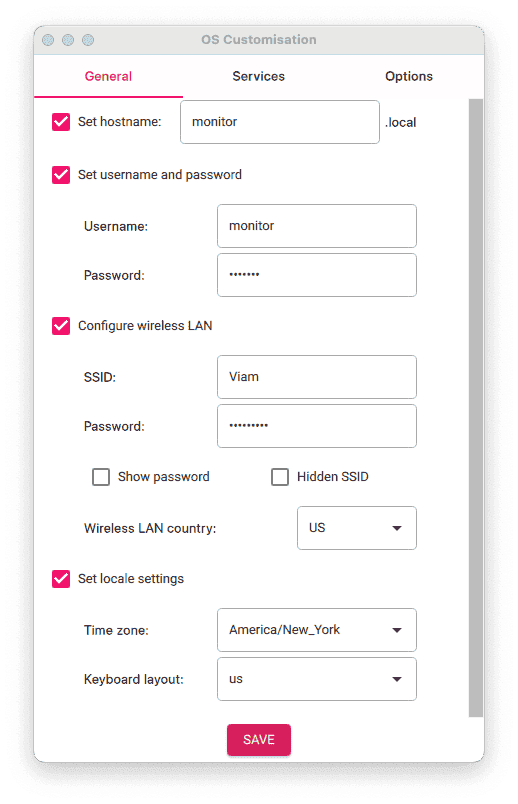 OS Customisation
General Services Options
Set hostname: monitor .local
Set username and password
Username: monitor
Password: •••••••
Configure wireless LAN
SSID: Viam
Password: •••••••••
Show password Hidden SSID
Wireless LAN country: US
Set locale settings
Time zone: America/New_York
Keyboard layout: us
SAVE